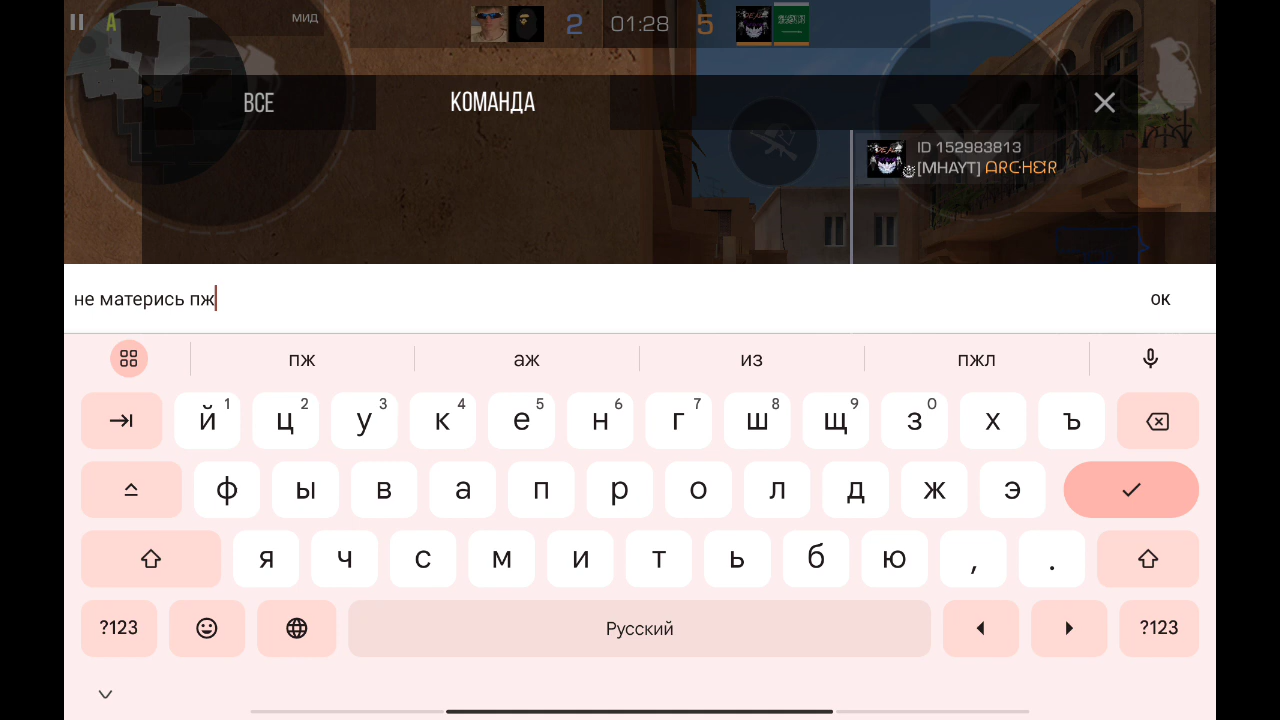 A
МИД
2 01:28 5
ВСЕ КОМАНДА
ID 152983813
[MHAYT] ARCHEIR
не матерись пж
ОК
пж аж из пжл
й 1 ц 2 у 3 к 4 е 5 н 6 г 7 ш 8 щ 9 з 0 х ъ
ф ы в а п р о л д ж э
я ч с м и т ь б ю , .
?123 Русский ?123